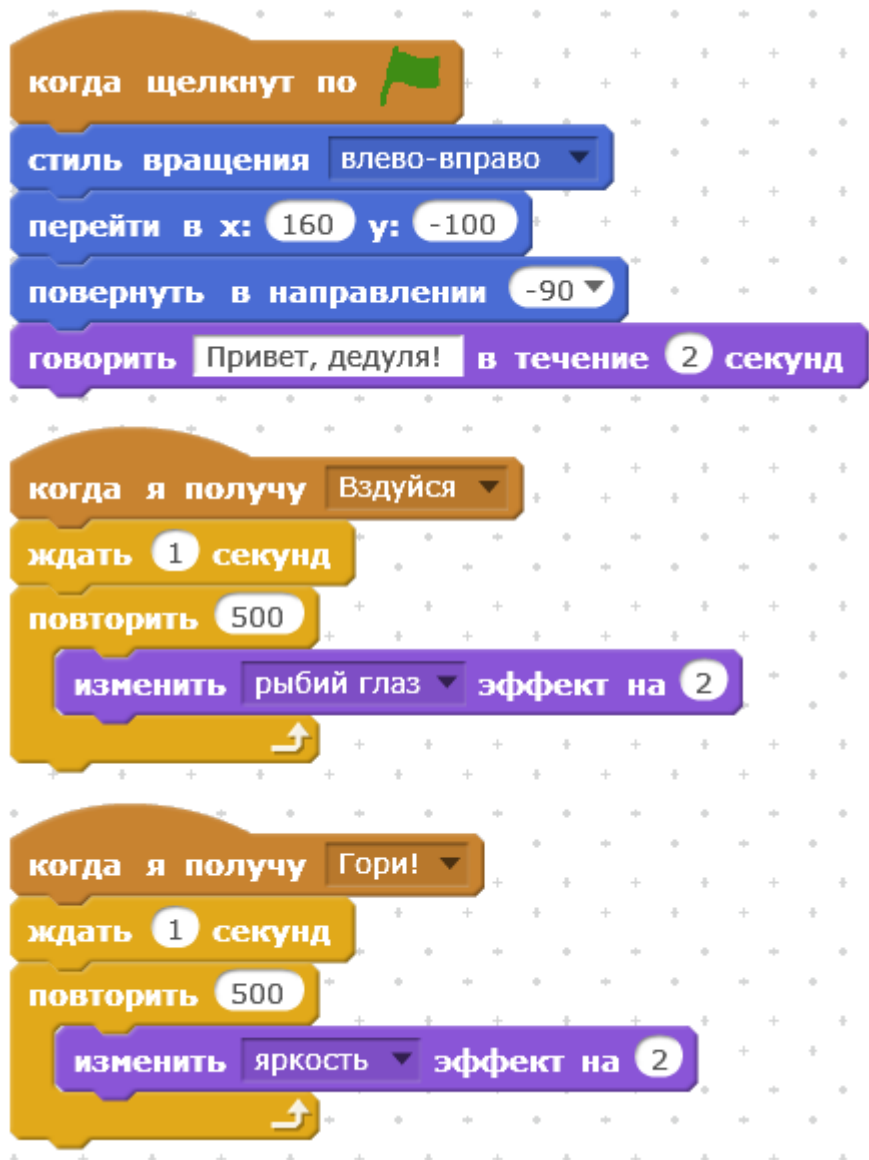 когда щелкнут по
стиль вращения влево-вправо
перейти в x: 160 y: -100
повернуть в направлении -90
говорить Привет, дедуля! в течение 2 секунд
когда я получу Вздуйся
ждать 1 секунд
повторить 500
изменить рыбий глаз эффект на 2
когда я получу Гори!
ждать 1 секунд
повторить 500
изменить яркость эффект на 2